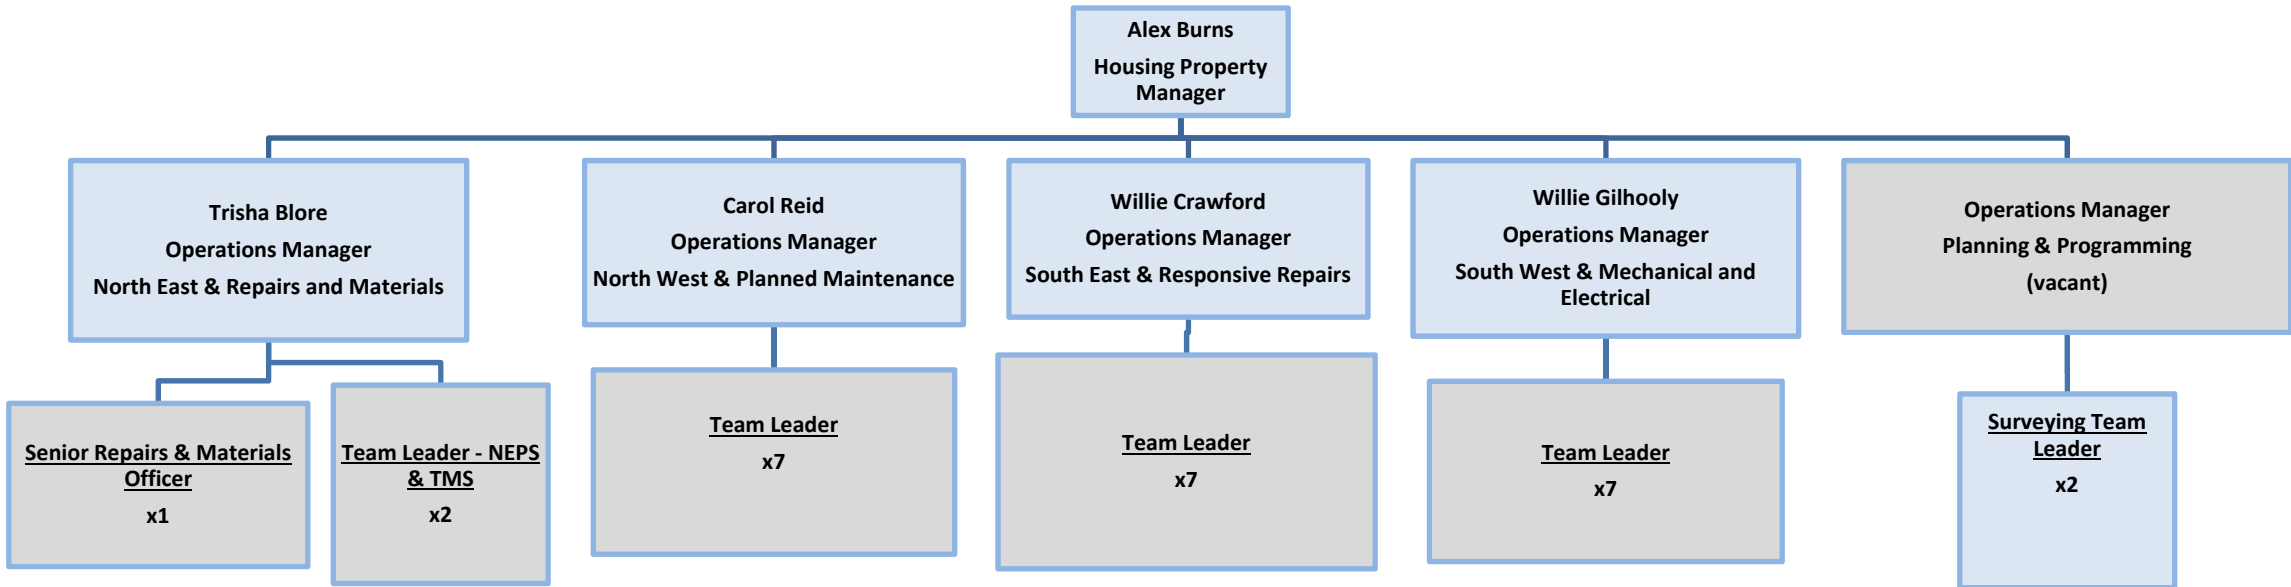 Alex Burns
Housing Property
Manager
Trisha Blore
Operations Manager
North East & Repairs and Materials
Carol Reid
Operations Manager
North West & Planned Maintenance
Willie Crawford
Operations Manager
South East & Responsive Repairs
Willie Gilhooly
Operations Manager
South West & Mechanical and
Electrical
Operations Manager
Planning & Programming
(vacant)
Senior Repairs & Materials
Officer
x1
Team Leader - NEPS
& TMS
x2
Team Leader
x7
Team Leader
x7
Team Leader
x7
Surveying Team
Leader
x2